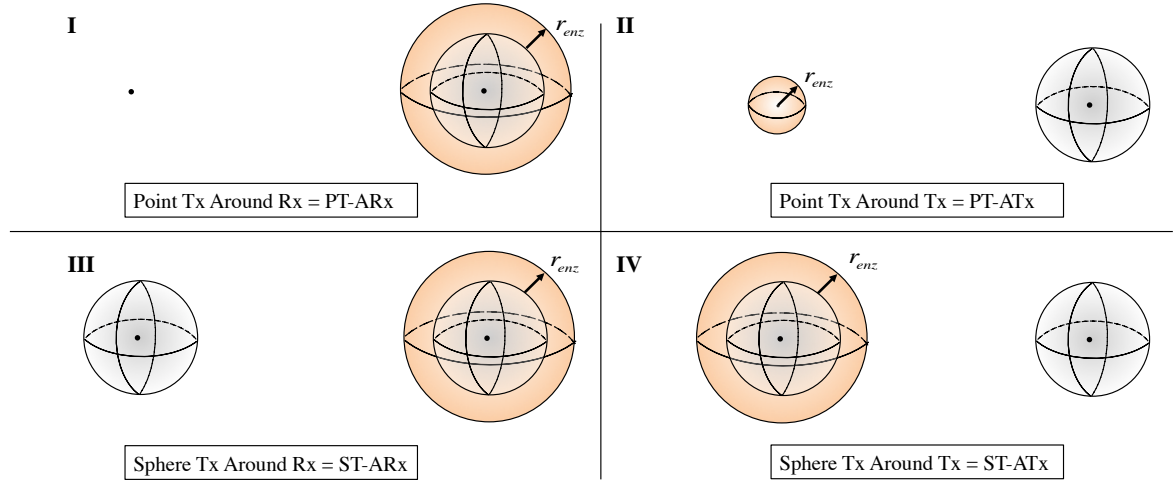 I
r_enz
Point Tx Around Rx = PT-ARx
II
r_enz
Point Tx Around Tx = PT-ATx
III
r_enz
Sphere Tx Around Rx = ST-ARx
IV
r_enz
Sphere Tx Around Tx = ST-ATx